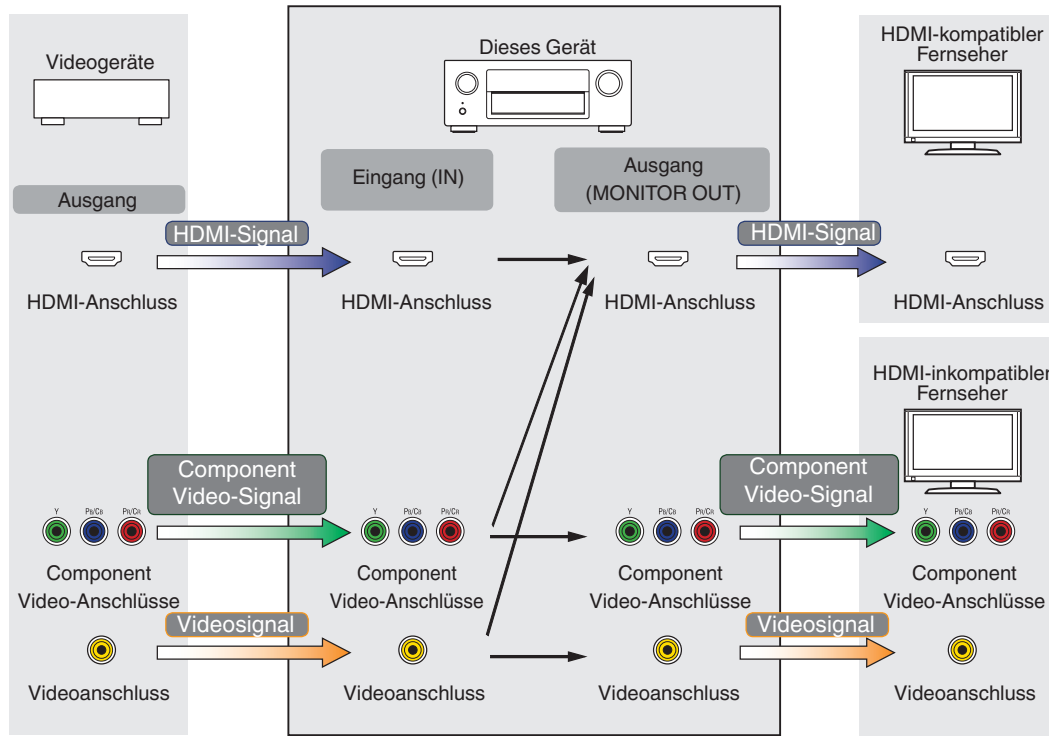 Videogeräte
Dieses Gerät
HDMI-kompatibler
Fernseher
Ausgang
Eingang (IN)
Ausgang
(MONITOR OUT)
HDMI-Signal
HDMI-Signal
HDMI-Anschluss
HDMI-Anschluss
HDMI-Anschluss
HDMI-Anschluss
HDMI-inkompatibler
Fernseher
Component
Video-Signal
Component
Video-Signal
Y PB/CB PR/CR
Y PB/CB PR/CR
Y PB/CB PR/CR
Y PB/CB PR/CR
Component
Video-Anschlüsse
Component
Video-Anschlüsse
Component
Video-Anschlüsse
Component
Video-Anschlüsse
Videosignal
Videosignal
Videoanschluss
Videoanschluss
Videoanschluss
Videoanschluss